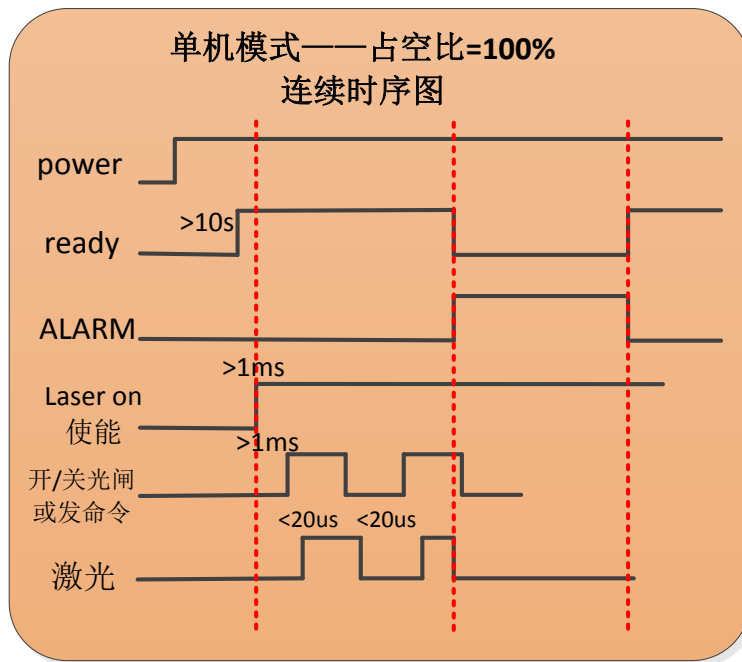 单机模式——占空比=100%
连续时序图
power
>10s
ready
ALARM
>1ms
Laser on
使能
>1ms
开/关光闸
或发命令
<20us <20us
激光